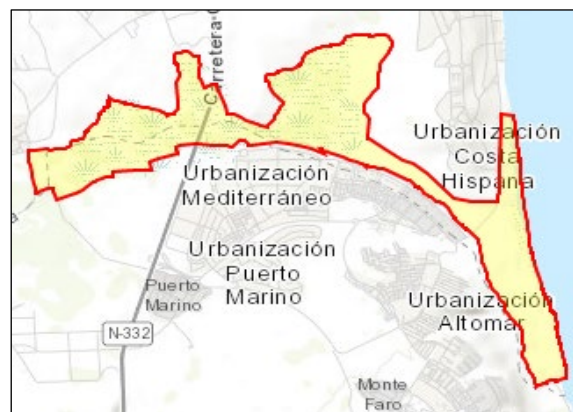 Carretera
Urbanización
Costa
Hispana
Urbanización
Mediterráneo
Urbanización
Puerto
Marino
Puerto
Marino
Urbanización
Altomar
N-332
Monte
Faro